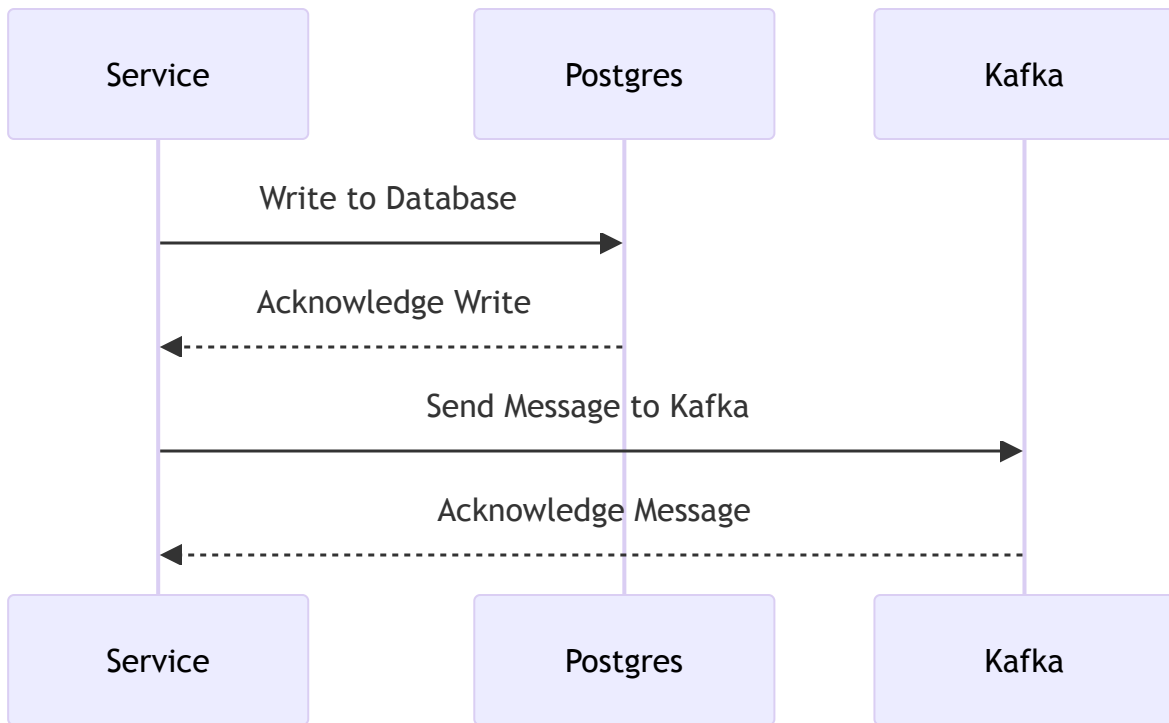 Service
Postgres
Kafka
Write to Database
Acknowledge Write
Send Message to Kafka
Acknowledge Message
Service
Postgres
Kafka